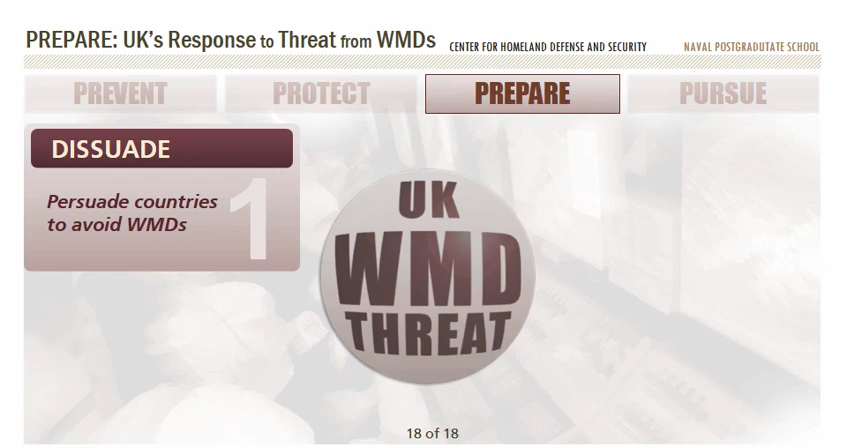 PREPARE: UK's Response to Threat from WMDs
CENTER FOR HOMELAND DEFENSE AND SECURITY
NAVAL POSTGRADUTATE SCHOOL
PREVENT
PROTECT
PREPARE
PURSUE
DISSUADE
Persuade countries
to avoid WMDs
1
UK
WMD
THREAT
18 of 18